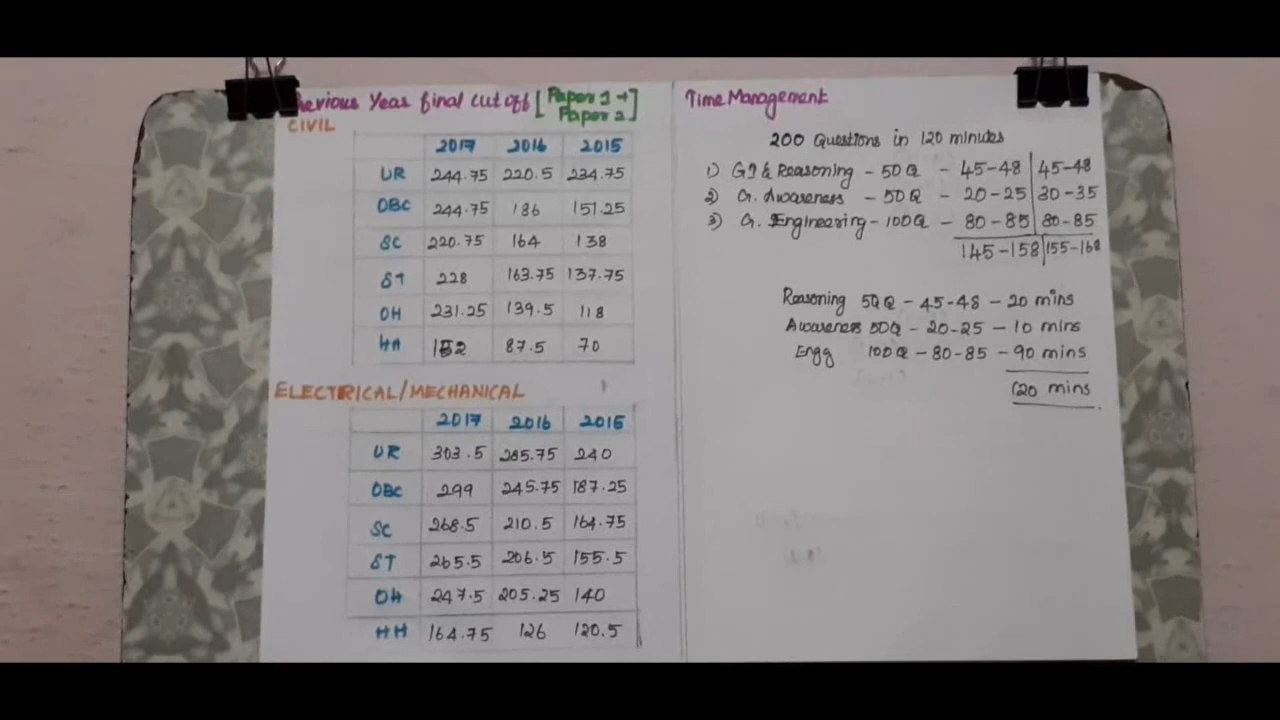 Previous Year final cut off [Paper 1 + Paper 2]
CIVIL
2017 2016 2015
UR 244.75 220.5 234.75
OBC 244.75 186 151.25
SC 220.75 164 138
ST 228 163.75 137.75
OH 231.25 139.5 118
HH 152 87.5 70
ELECTRICAL/MECHANICAL
2017 2016 2015
UR 303.5 285.75 240
OBC 299 245.75 187.25
SC 268.5 210.5 164.75
ST 265.5 206.5 155.5
OH 247.5 205.25 140
HH 164.75 126 120.5
Time Management
200 Questions in 120 minutes
1) GI & Reasoning - 50Q - 45-48 45-48
2) G. Awareness - 50Q - 20-25 30-35
3) G. Engineering - 100Q - 80-85 80-85
145-158 155-168
Reasoning 50Q - 45-48 - 20 mins
Awareness 50Q - 20-25 - 10 mins
Engg 100Q - 80-85 - 90 mins
120 mins